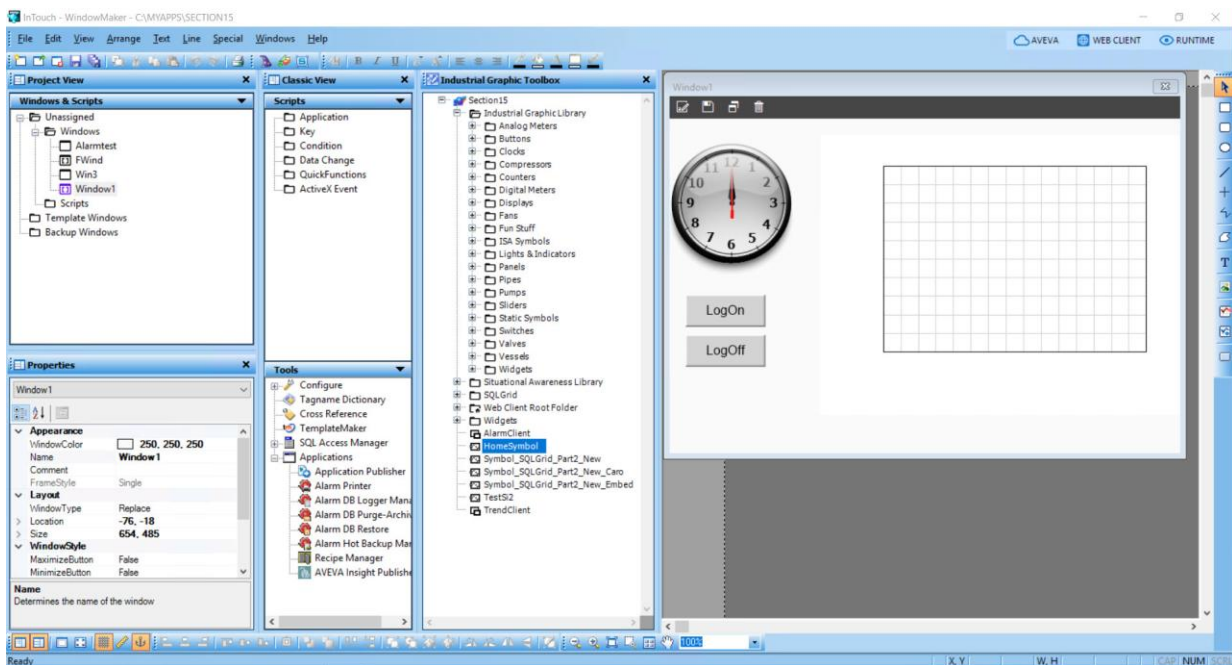 InTouch - WindowMaker - C:\MYAPPS\SECTION15
File Edit View Arrange Text Line Special Windows Help
AVEVA WEB CLIENT RUNTIME
Project View
Windows & Scripts
Unassigned
Windows
Alarmtest
FWind
Win3
Window1
Scripts
Template Windows
Backup Windows
Properties
Window1
Appearance
WindowColor 250, 250, 250
Name Window1
Comment
FrameStyle Single
Layout
WindowType Replace
Location -76, -18
Size 654, 485
WindowStyle
MaximizeButton False
MinimizeButton False
Name
Determines the name of the window
Classic View
Scripts
Application
Key
Condition
Data Change
QuickFunctions
ActiveX Event
Tools
Configure
Tagname Dictionary
Cross Reference
TemplateMaker
SQL Access Manager
Applications
Application Publisher
Alarm Printer
Alarm DB Logger Mana
Alarm DB Purge-Archiv
Alarm DB Restore
Alarm Hot Backup Mar
Recipe Manager
AVEVA Insight Publishe
Industrial Graphic Toolbox
Section15
Industrial Graphic Library
Analog Meters
Buttons
Clocks
Compressors
Counters
Digital Meters
Displays
Fans
Fun Stuff
ISA Symbols
Lights & Indicators
Panels
Pipes
Pumps
Sliders
Static Symbols
Switches
Valves
Vessels
Widgets
Situational Awareness Library
SQLGrid
Web Client Root Folder
Widgets
AlarmClient
HomeSymbol
Symbol_SQLGrid_Part2_New
Symbol_SQLGrid_Part2_New_Caro
Symbol_SQLGrid_Part2_New_Embed
TestSi2
TrendClient
Window1
12
11 1
10 2
9 3
8 4
7 5
6
LogOn
LogOff
100%
Ready
X, Y W, H CAP NUM SCR